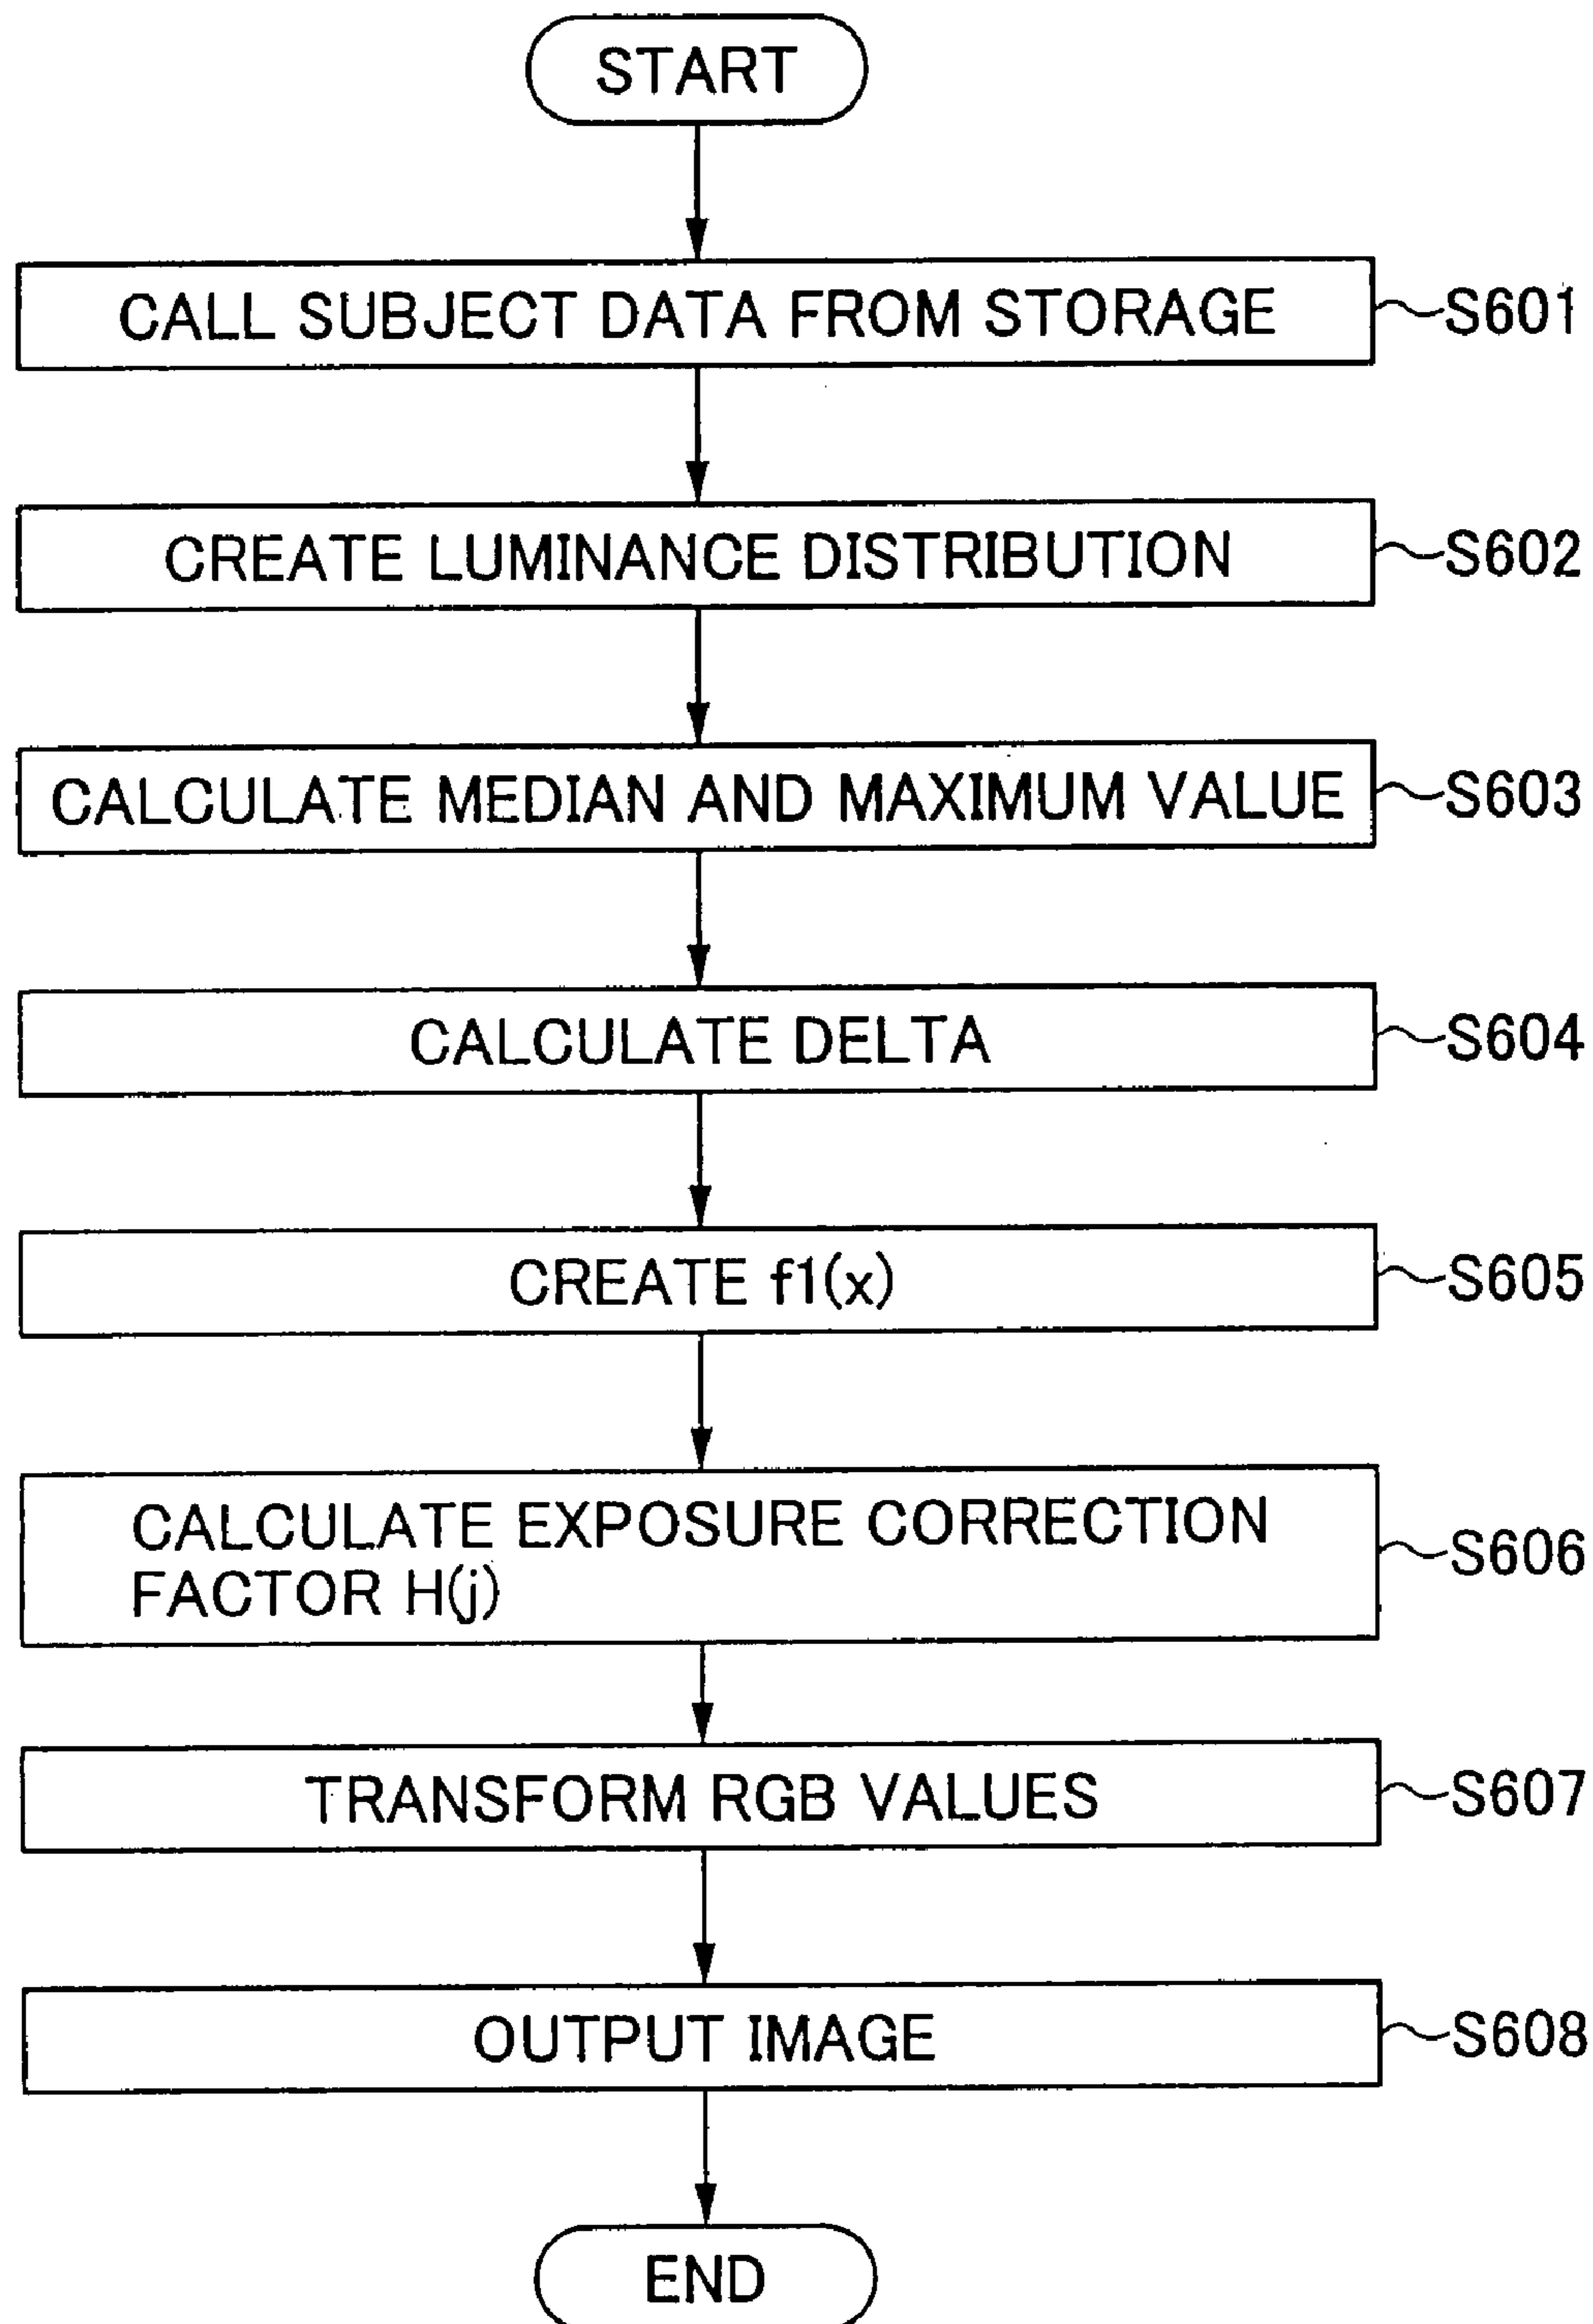 START
CALL SUBJECT DATA FROM STORAGE
S601
CREATE LUMINANCE DISTRIBUTION
S602
CALCULATE MEDIAN AND MAXIMUM VALUE
S603
CALCULATE DELTA
S604
CREATE f1(x)
S605
CALCULATE EXPOSURE CORRECTION
FACTOR H(j)
S606
TRANSFORM RGB VALUES
S607
OUTPUT IMAGE
S608
END